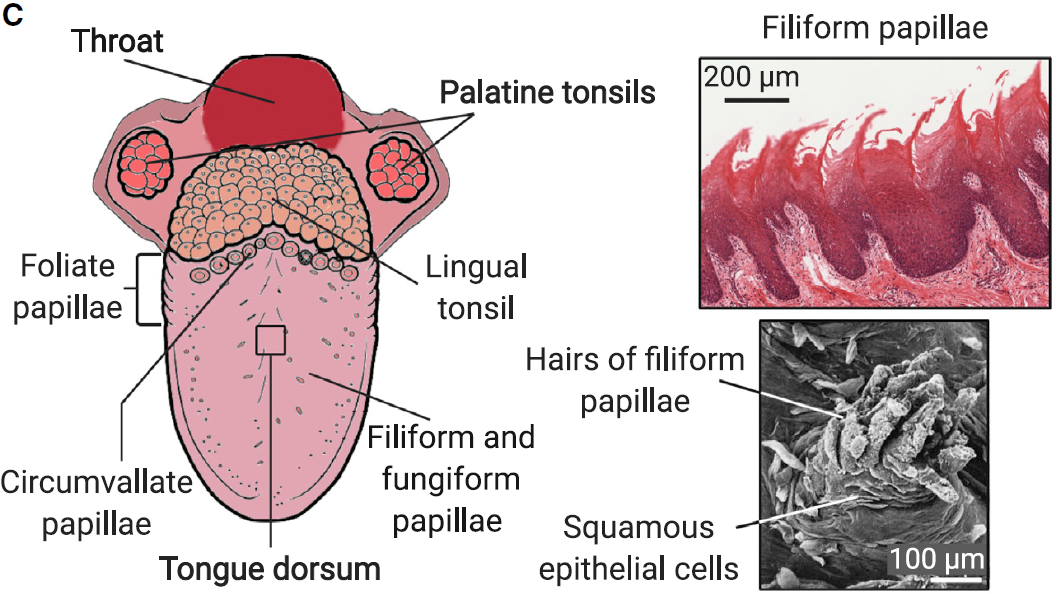 C
Throat
Palatine tonsils
Foliate
papillae
Lingual
tonsil
Circumvallate
papillae
Filiform and
fungiform
papillae
Tongue dorsum
Filiform papillae
200 μm
Hairs of filiform
papillae
Squamous
epithelial cells
100 μm